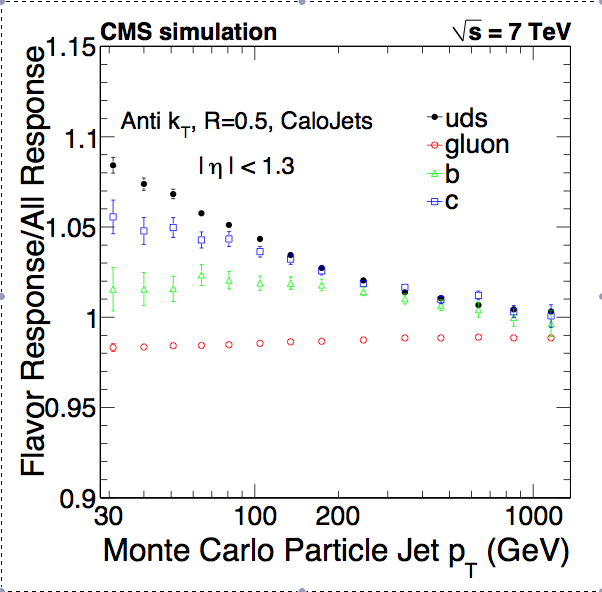 CMS simulation
√s = 7 TeV
Flavor Response/All Response
1.15
1.1
1.05
1
0.95
0.9
Anti kT, R=0.5, CaloJets
| η | < 1.3
uds
gluon
b
c
30 100 200 1000
Monte Carlo Particle Jet pT (GeV)